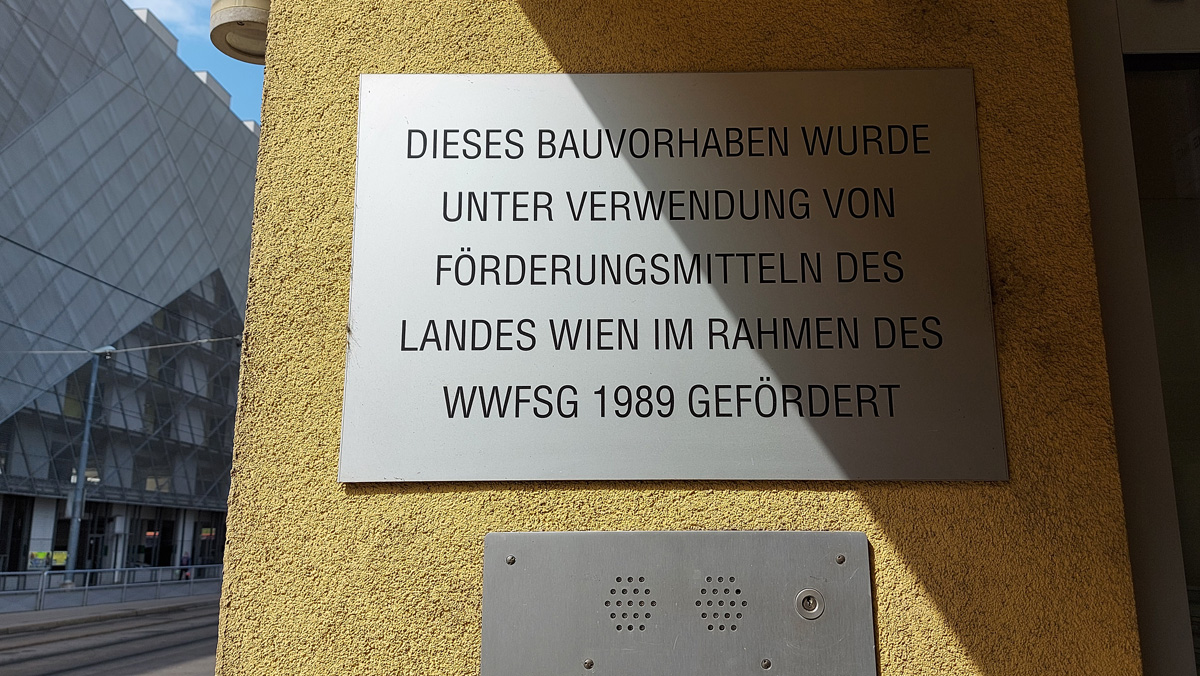 DIESES BAUVORHABEN WURDE
UNTER VERWENDUNG VON
FÖRDERUNGSMITTELN DES
LANDES WIEN IM RAHMEN DES
WWFSG 1989 GEFÖRDERT